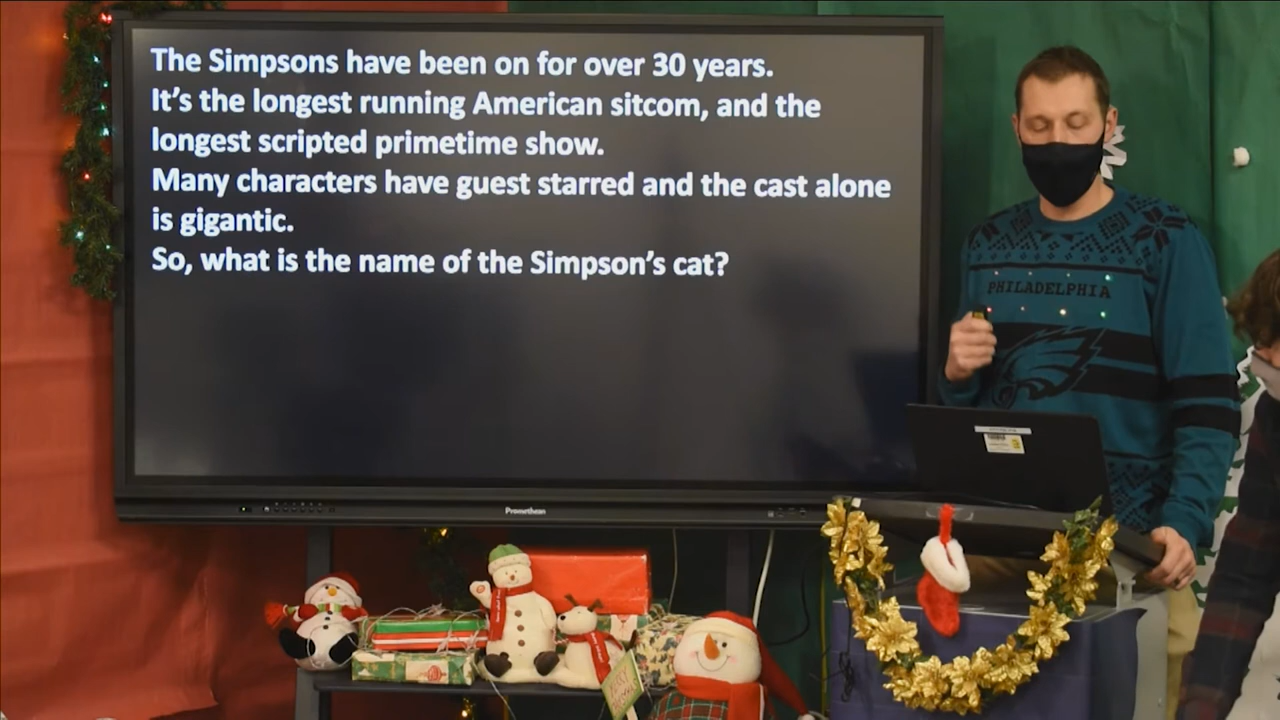 The Simpsons have been on for over 30 years.
It's the longest running American sitcom, and the
longest scripted primetime show.
Many characters have guest starred and the cast alone
is gigantic.
So, what is the name of the Simpson's cat?
PHILADELPHIA
Promethean